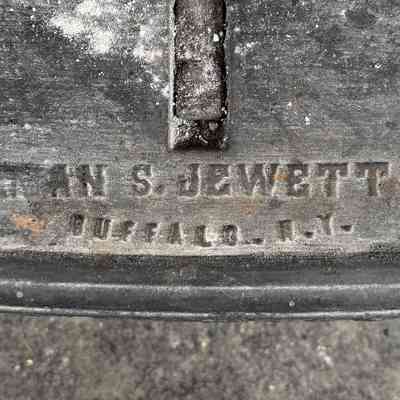 AN S. JEWETT
BUFFALO. N.Y.